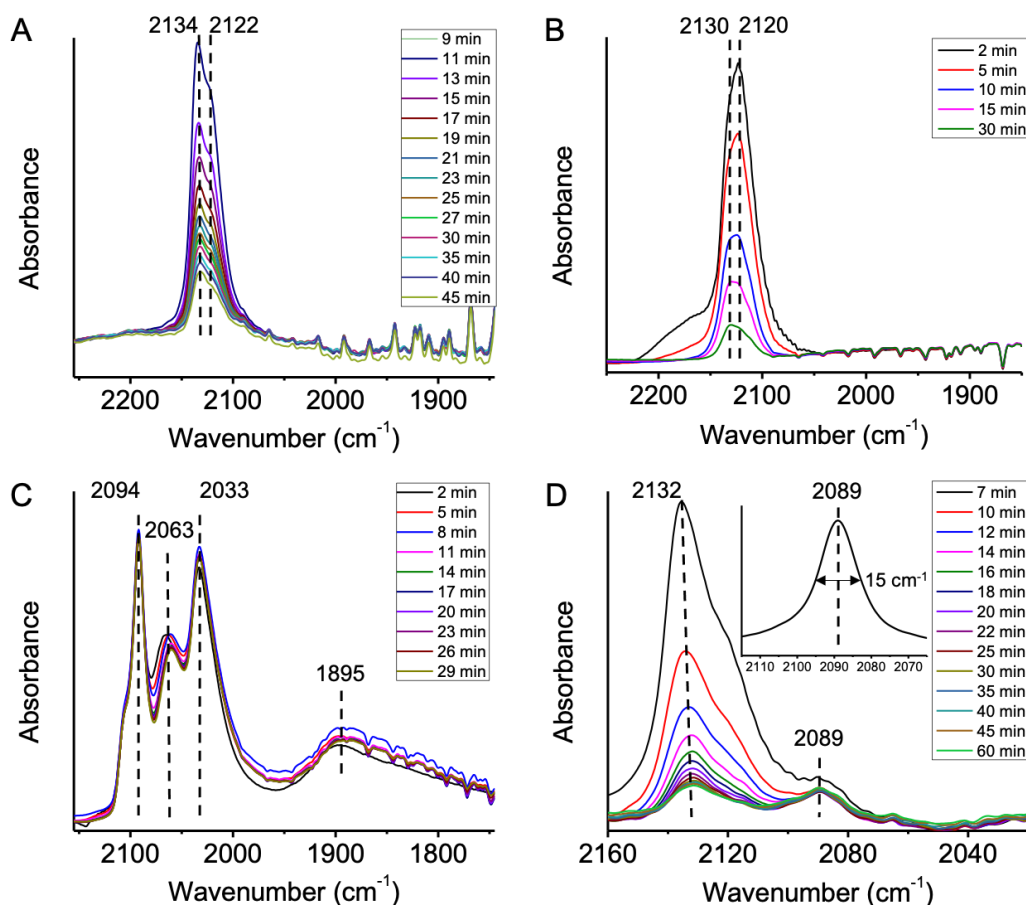 A
2134 2122
Absorbance
9 min
11 min
13 min
15 min
17 min
19 min
21 min
23 min
25 min
27 min
30 min
35 min
40 min
45 min
2200 2100 2000 1900
Wavenumber (cm-1)
B
2130 2120
Absorbance
2 min
5 min
10 min
15 min
30 min
2200 2100 2000 1900
Wavenumber (cm-1)
C
2094
2063
2033
1895
Absorbance
2 min
5 min
8 min
11 min
14 min
17 min
20 min
23 min
26 min
29 min
2100 2000 1900 1800
Wavenumber (cm-1)
D
2132
2089
15 cm-1
2110 2100 2090 2080 2070
2089
Absorbance
7 min
10 min
12 min
14 min
16 min
18 min
20 min
22 min
25 min
30 min
35 min
40 min
45 min
60 min
2160 2120 2080 2040
Wavenumber (cm-1)